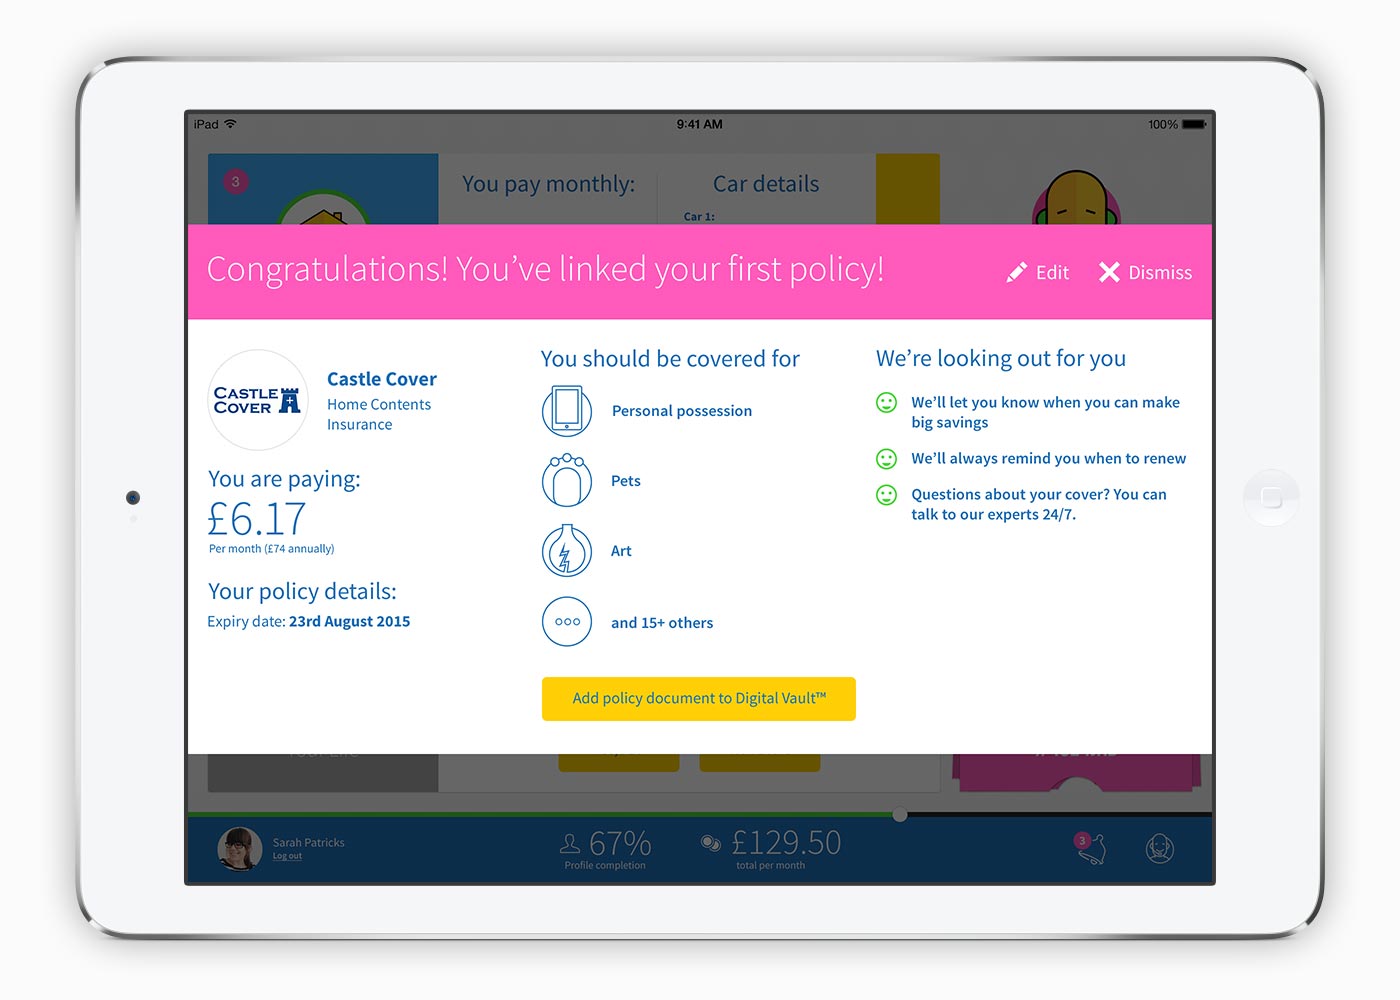 iPad
9:41 AM
100%
3
You pay monthly:
Car details
Car 1:
Congratulations! You've linked your first policy!
Edit
Dismiss
CASTLE
COVER
Castle Cover
Home Contents
Insurance
You are paying:
£6.17
Per month (£74 annually)
Your policy details:
Expiry date: 23rd August 2015
You should be covered for
Personal possession
Pets
Art
and 15+ others
Add policy document to Digital Vault™
We're looking out for you
We'll let you know when you can make
big savings
We'll always remind you when to renew
Questions about your cover? You can
talk to our experts 24/7.
Sarah Patricks
Log out
67%
Profile completion
£129.50
total per month
3